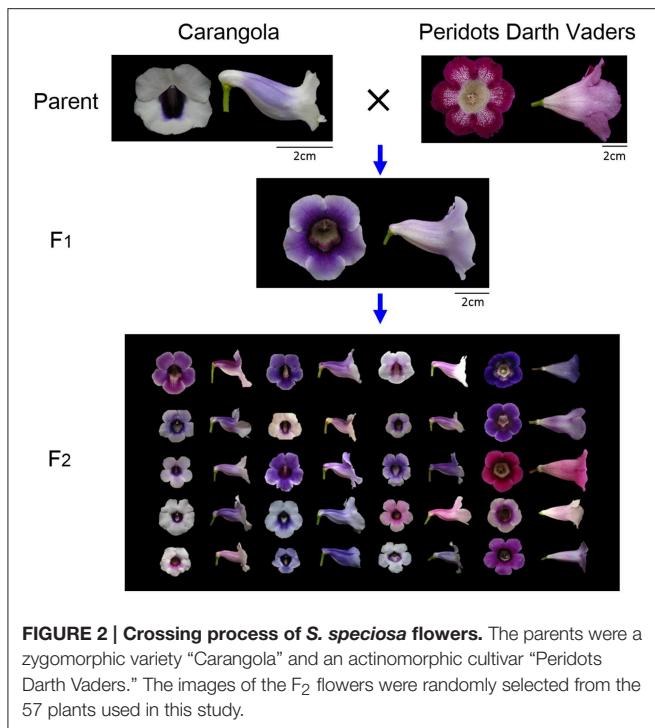 Carangola
Peridots Darth Vaders
Parent
×
2cm
2cm
F1
2cm
F2
FIGURE 2 | Crossing process of S. speciosa flowers. The parents were a
zygomorphic variety “Carangola” and an actinomorphic cultivar “Peridots
Darth Vaders.” The images of the F2 flowers were randomly selected from the
57 plants used in this study.